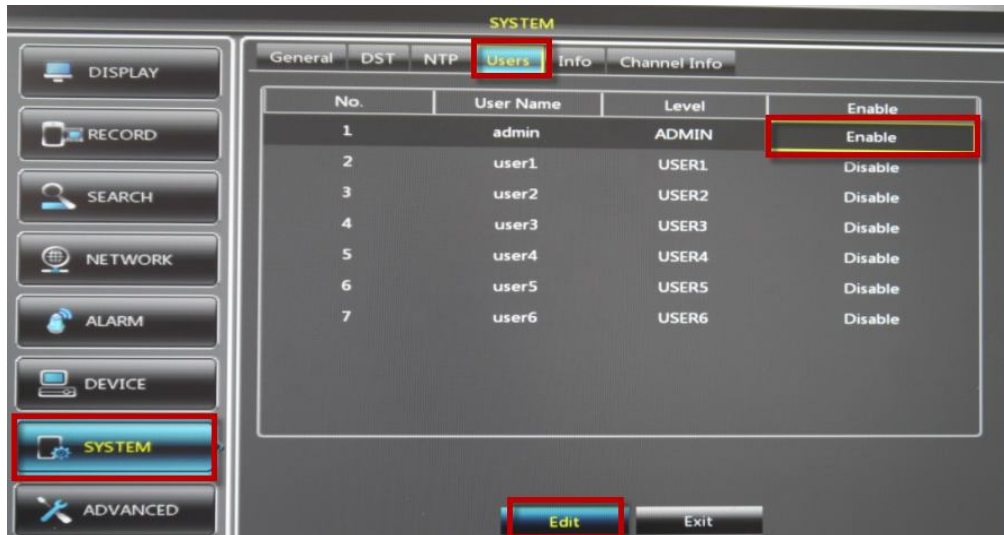 SYSTEM
DISPLAY
RECORD
SEARCH
NETWORK
ALARM
DEVICE
SYSTEM
ADVANCED
General DST NTP Users Info Channel Info
No. User Name Level Enable
1 admin ADMIN Enable
2 user1 USER1 Disable
3 user2 USER2 Disable
4 user3 USER3 Disable
5 user4 USER4 Disable
6 user5 USER5 Disable
7 user6 USER6 Disable
Edit Exit